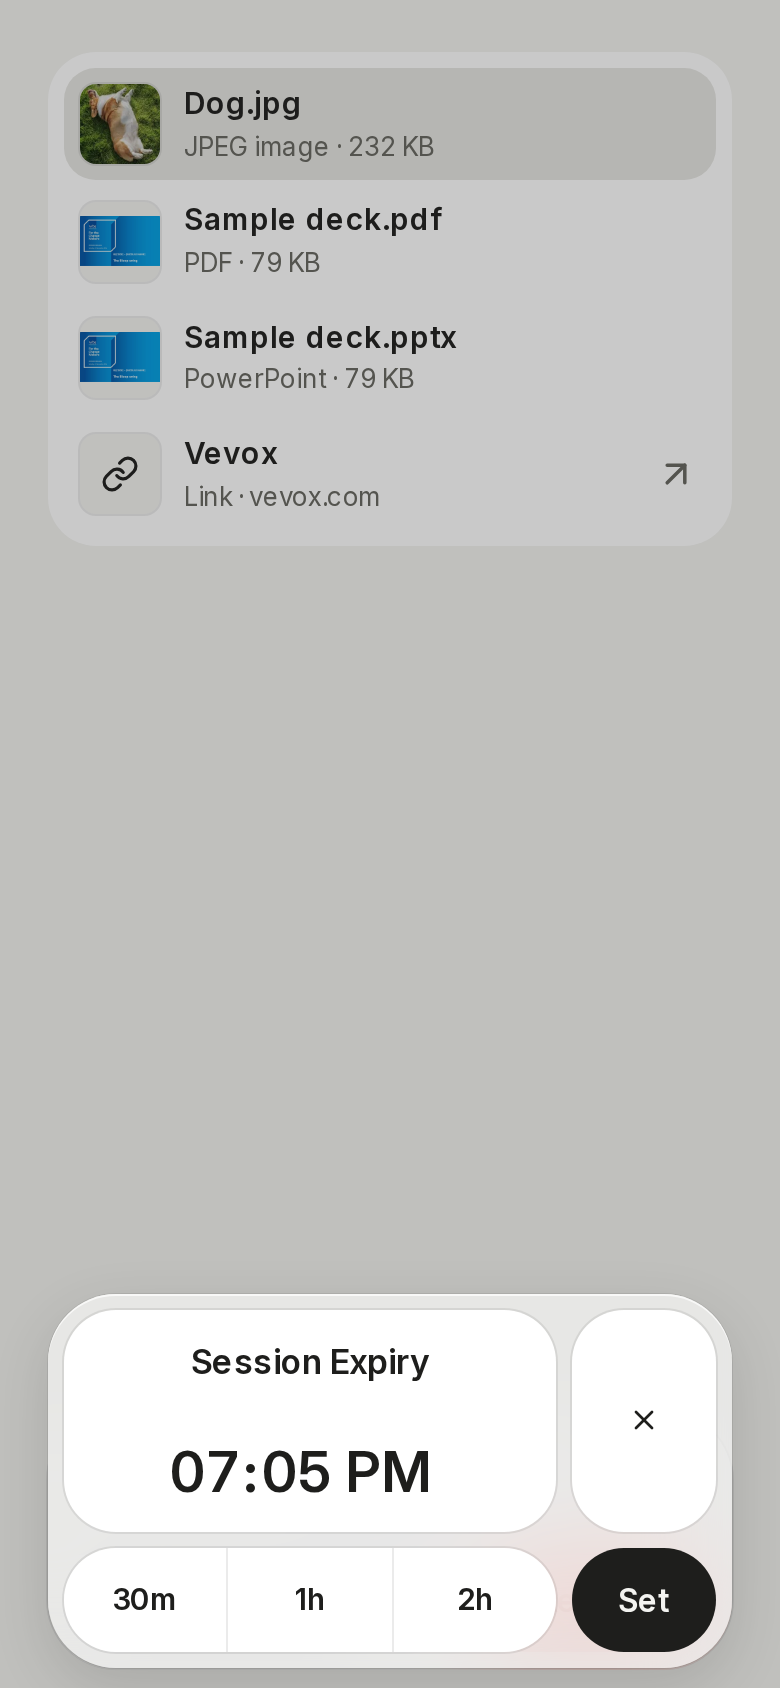 Dog.jpg
JPEG image · 232 KB
Sample deck.pdf
PDF · 79 KB
Sample deck.pptx
PowerPoint · 79 KB
Vevox
Link · vevox.com
Session Expiry
07:05 PM
30m
1h
2h
Set